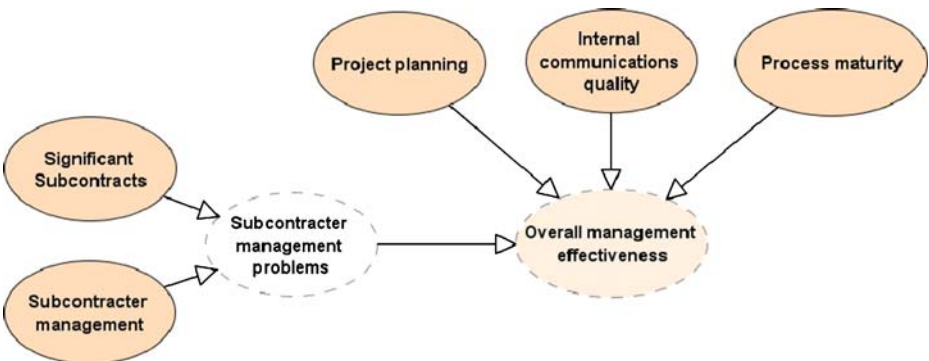 Project planning
Internal
communications
quality
Process maturity
Significant
Subcontracts
Subcontracter
management
problems
Overall management
effectiveness
Subcontracter
management